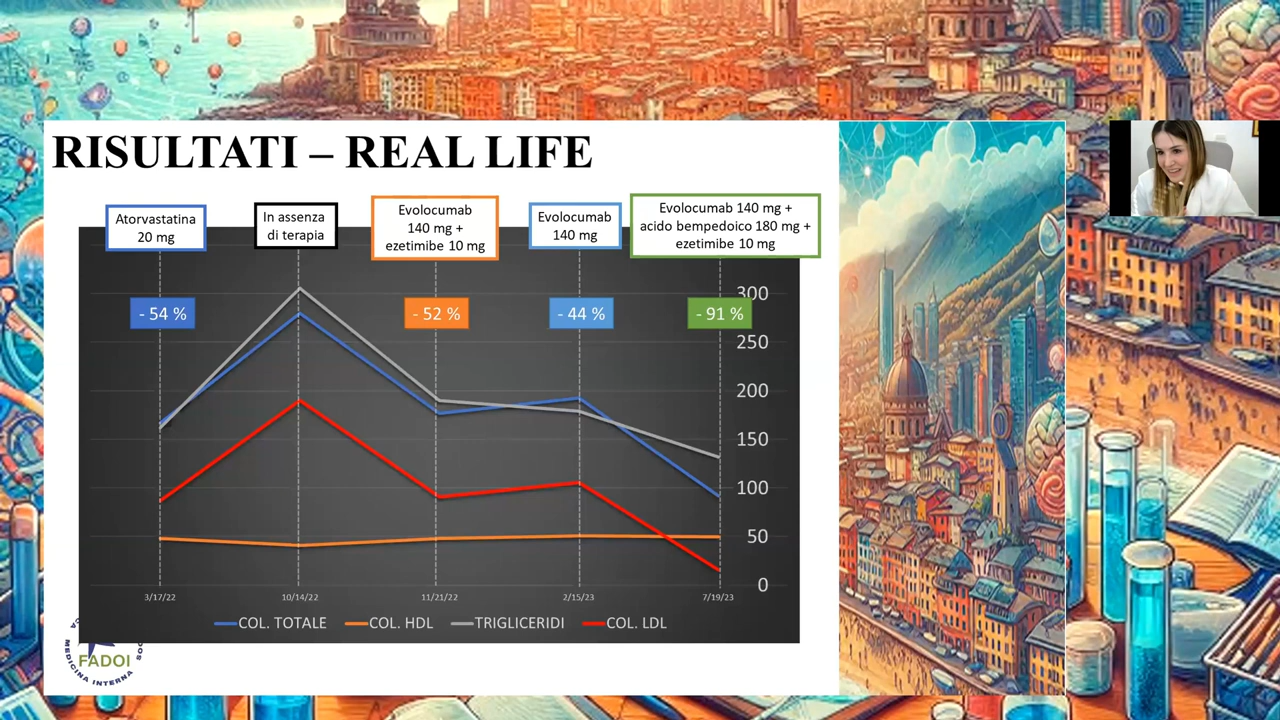 RISULTATI – REAL LIFE
Atorvastatina
20 mg
In assenza
di terapia
Evolocumab
140 mg +
ezetimibe 10 mg
Evolocumab
140 mg
Evolocumab 140 mg +
acido bempedoico 180 mg +
ezetimibe 10 mg
- 54 %
- 52 %
- 44 %
- 91 %
300
250
200
150
100
50
0
3/17/22
10/14/22
11/21/22
2/15/23
7/19/23
COL. TOTALE
COL. HDL
TRIGLICERIDI
COL. LDL
FADOI
MEDICINA INTERNA